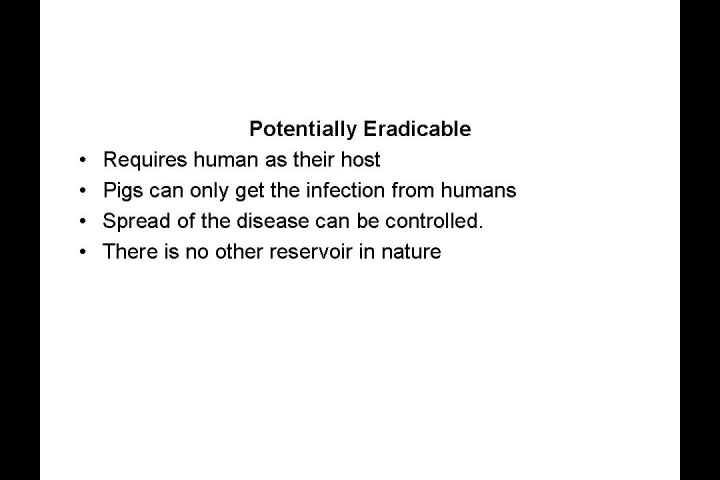 Potentially Eradicable
• Requires human as their host
• Pigs can only get the infection from humans
• Spread of the disease can be controlled.
• There is no other reservoir in nature